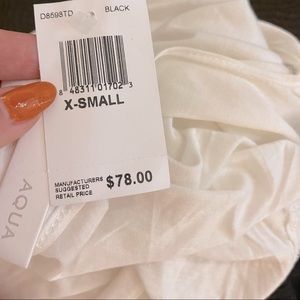 D8598TD BLACK
8 48311 01702 3
X-SMALL
MANUFACTURERS
SUGGESTED
RETAIL PRICE
$78.00
AQUA